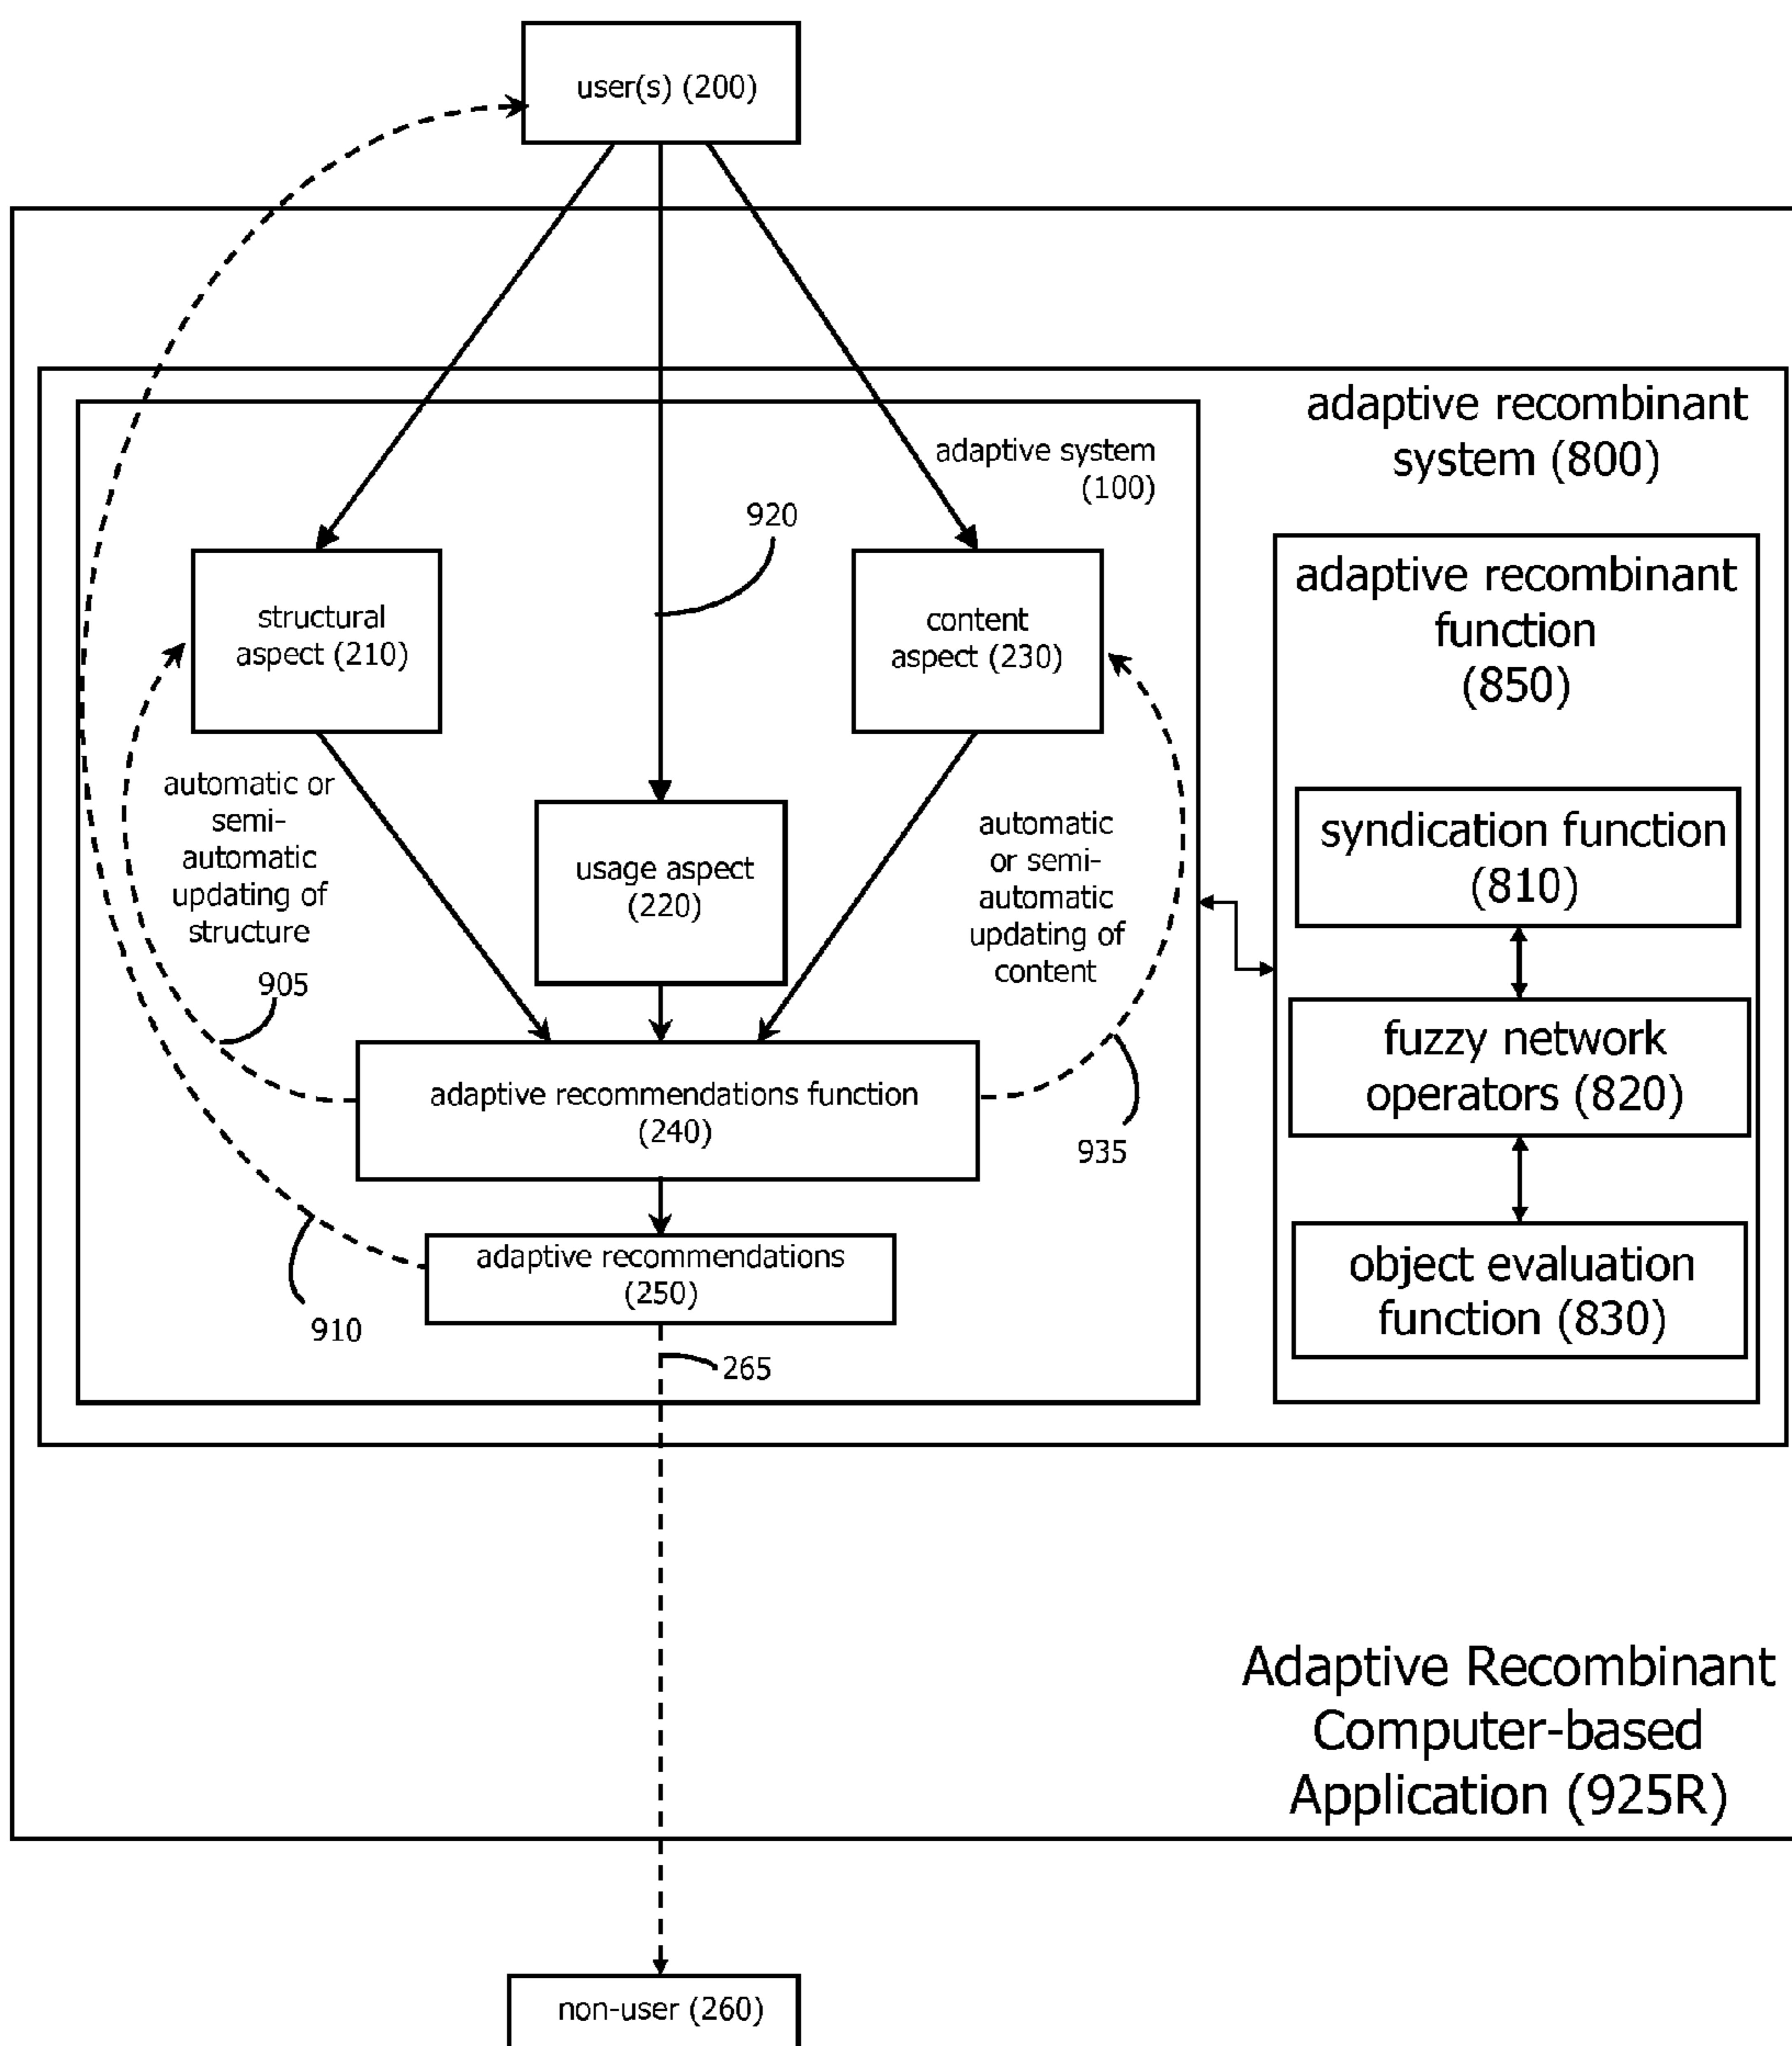 user(s) (200)
adaptive recombinant
system (800)
adaptive system
(100)
920
adaptive recombinant
function
(850)
structural
aspect (210)
content
aspect (230)
automatic or
semi-
automatic
updating of
structure
905
usage aspect
(220)
automatic
or semi-
automatic
updating of
content
syndication function
(810)
fuzzy network
operators (820)
adaptive recommendations function
(240)
935
adaptive recommendations
(250)
object evaluation
function (830)
910
265
Adaptive Recombinant
Computer-based
Application (925R)
non-user (260)